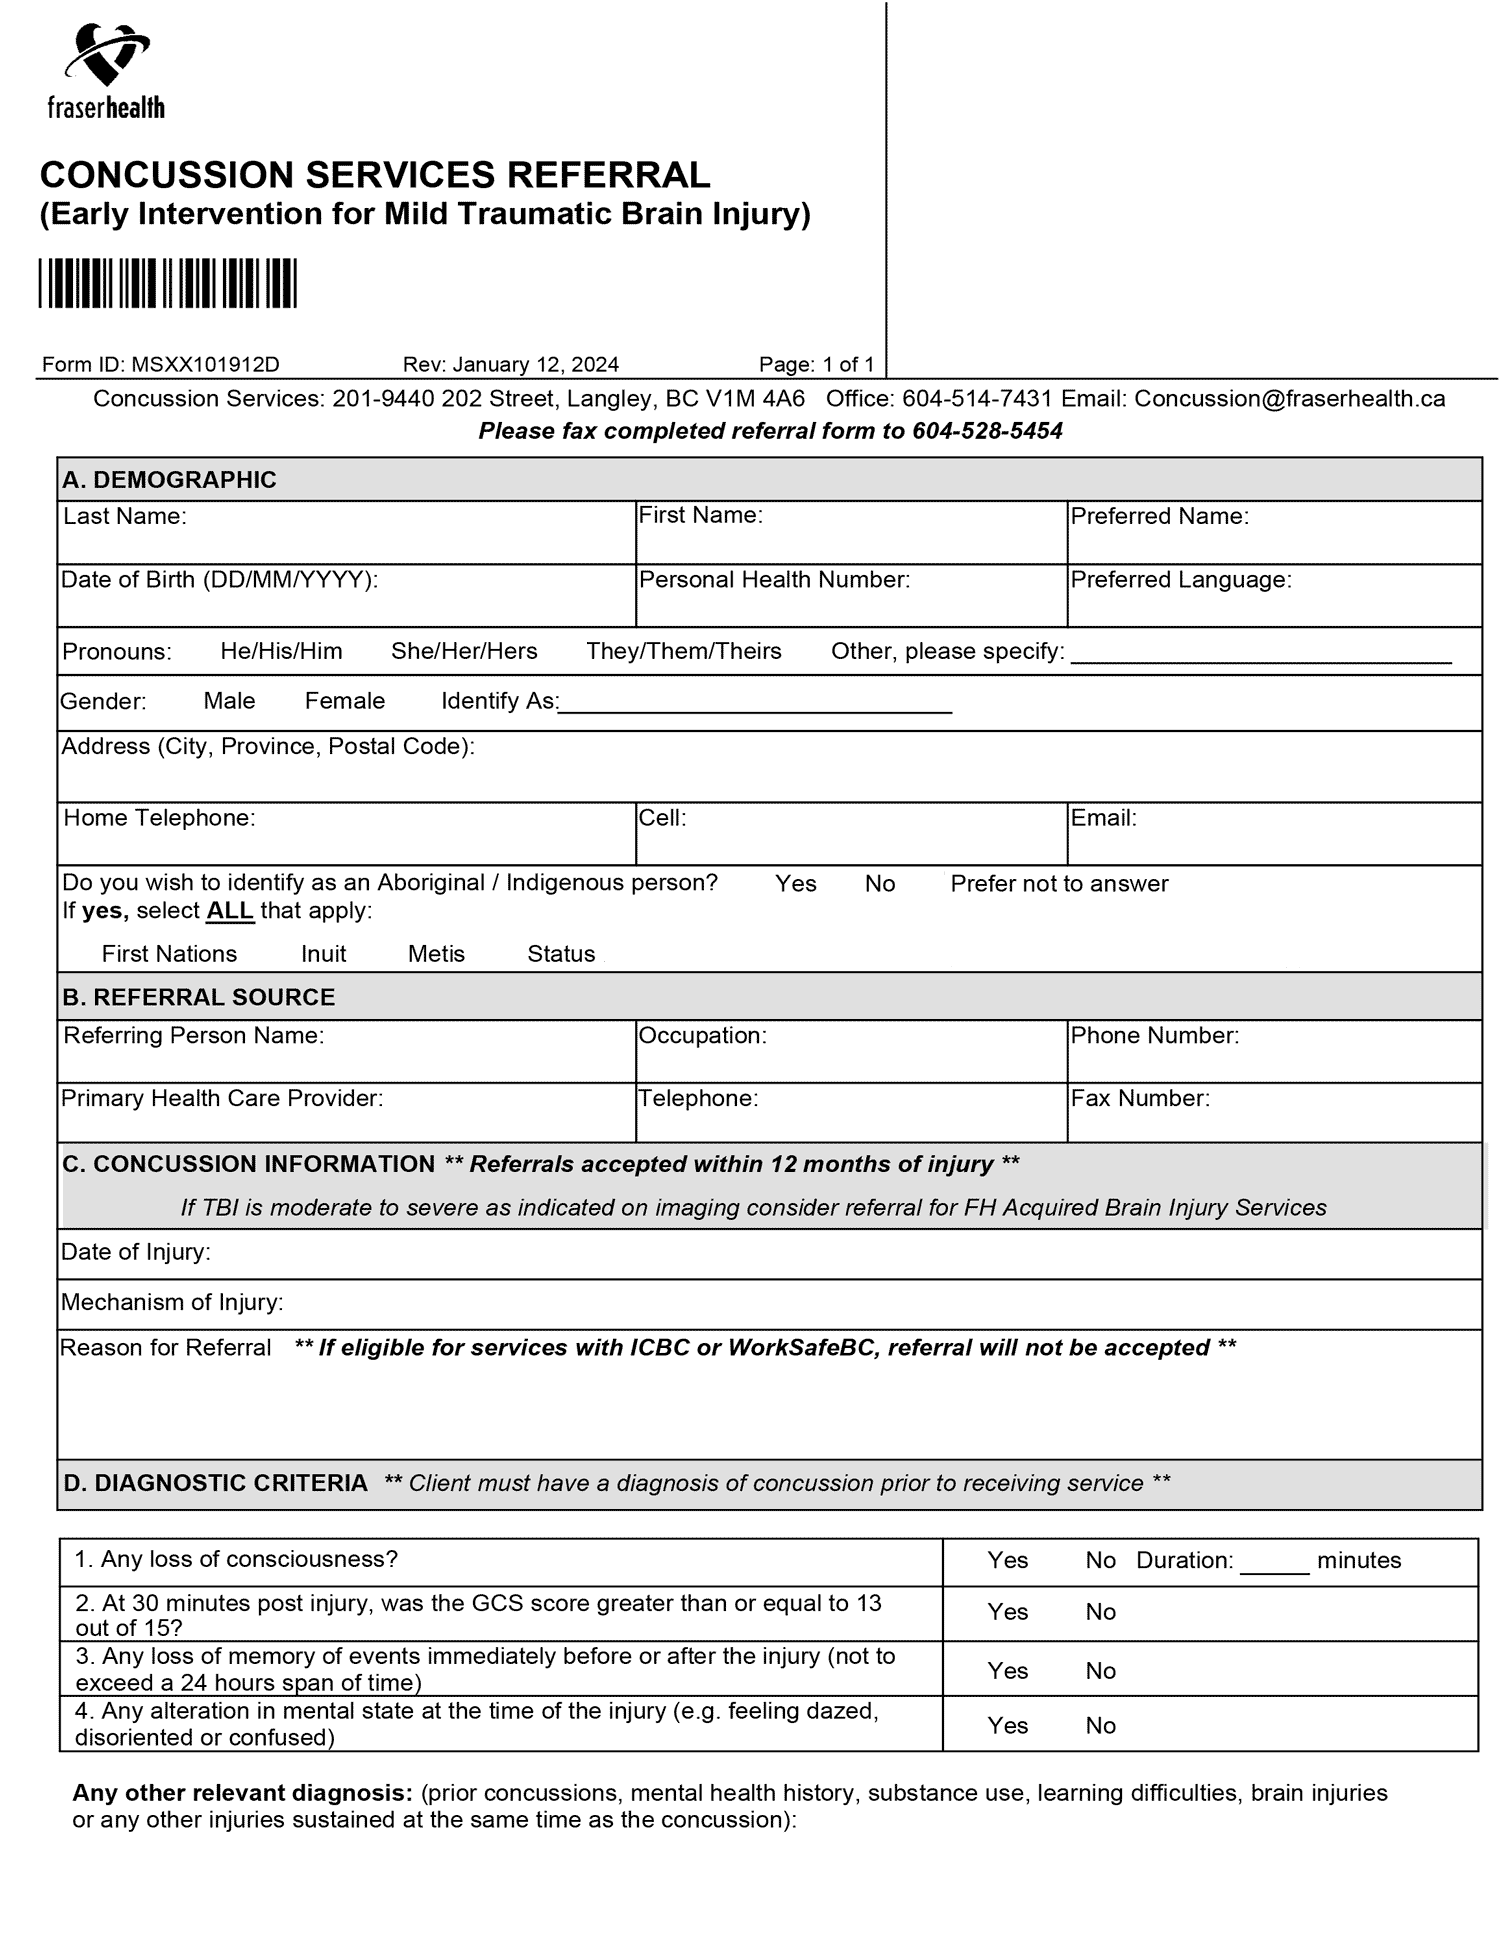 fraserhealth
CONCUSSION SERVICES REFERRAL
(Early Intervention for Mild Traumatic Brain Injury)
Form ID: MSXX101912D Rev: January 12, 2024 Page: 1 of 1
Concussion Services: 201-9440 202 Street, Langley, BC V1M 4A6 Office: 604-514-7431 Email: Concussion@fraserhealth.ca
Please fax completed referral form to 604-528-5454
A. DEMOGRAPHIC
Last Name: First Name: Preferred Name:
Date of Birth (DD/MM/YYYY): Personal Health Number: Preferred Language:
Pronouns: He/His/Him She/Her/Hers They/Them/Theirs Other, please specify: ____
Gender: Male Female Identify As:____
Address (City, Province, Postal Code):
Home Telephone: Cell: Email:
Do you wish to identify as an Aboriginal / Indigenous person? Yes No Prefer not to answer
If yes, select ALL that apply:
First Nations Inuit Metis Status
B. REFERRAL SOURCE
Referring Person Name: Occupation: Phone Number:
Primary Health Care Provider: Telephone: Fax Number:
C. CONCUSSION INFORMATION ** Referrals accepted within 12 months of injury **
If TBI is moderate to severe as indicated on imaging consider referral for FH Acquired Brain Injury Services
Date of Injury:
Mechanism of Injury:
Reason for Referral ** If eligible for services with ICBC or WorkSafeBC, referral will not be accepted **
D. DIAGNOSTIC CRITERIA ** Client must have a diagnosis of concussion prior to receiving service **
1. Any loss of consciousness? Yes No Duration: _____ minutes
2. At 30 minutes post injury, was the GCS score greater than or equal to 13
out of 15? Yes No
3. Any loss of memory of events immediately before or after the injury (not to
exceed a 24 hours span of time) Yes No
4. Any alteration in mental state at the time of the injury (e.g. feeling dazed,
disoriented or confused) Yes No
Any other relevant diagnosis: (prior concussions, mental health history, substance use, learning difficulties, brain injuries
or any other injuries sustained at the same time as the concussion):